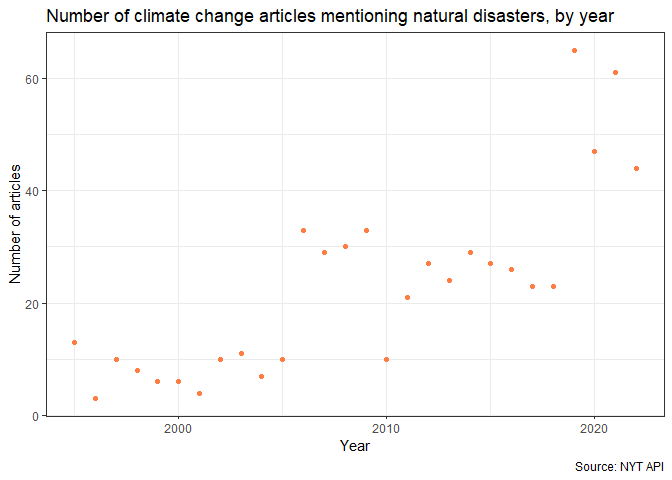 Number of climate change articles mentioning natural disasters, by year
60
40
20
0
Number of articles
2000 2010 2020
Year
Source: NYT API